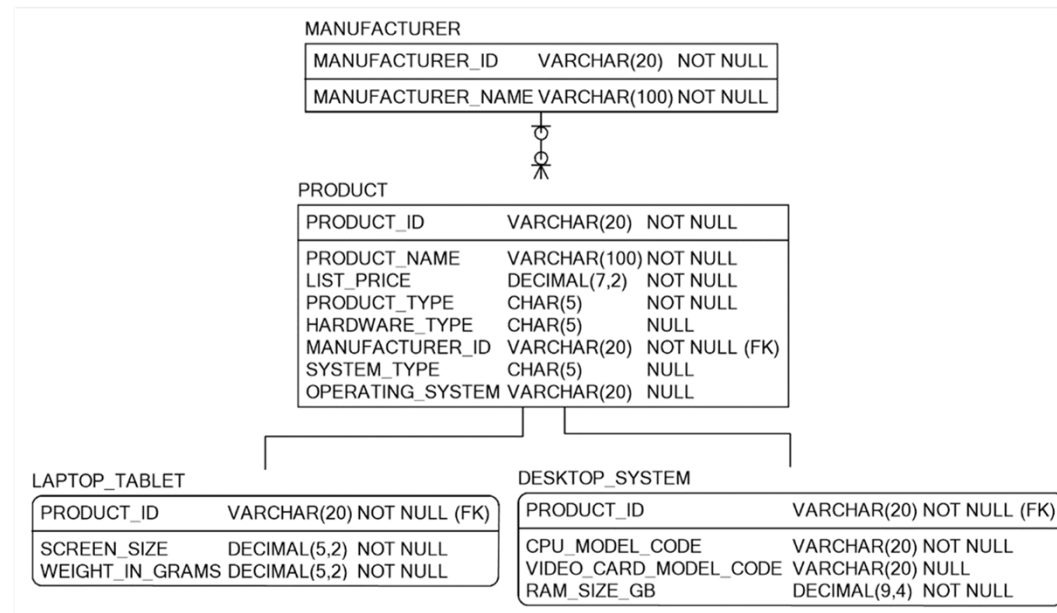 MANUFACTURER
MANUFACTURER_ID VARCHAR(20) NOT NULL
MANUFACTURER_NAME VARCHAR(100) NOT NULL
PRODUCT
PRODUCT_ID VARCHAR(20) NOT NULL
PRODUCT_NAME VARCHAR(100) NOT NULL
LIST_PRICE DECIMAL(7,2) NOT NULL
PRODUCT_TYPE CHAR(5) NOT NULL
HARDWARE_TYPE CHAR(5) NULL
MANUFACTURER_ID VARCHAR(20) NOT NULL (FK)
SYSTEM_TYPE CHAR(5) NULL
OPERATING_SYSTEM VARCHAR(20) NULL
LAPTOP_TABLET
PRODUCT_ID VARCHAR(20) NOT NULL (FK)
SCREEN_SIZE DECIMAL(5,2) NOT NULL
WEIGHT_IN_GRAMS DECIMAL(5,2) NOT NULL
DESKTOP_SYSTEM
PRODUCT_ID VARCHAR(20) NOT NULL (FK)
CPU_MODEL_CODE VARCHAR(20) NOT NULL
VIDEO_CARD_MODEL_CODE VARCHAR(20) NULL
RAM_SIZE_GB DECIMAL(9,4) NOT NULL